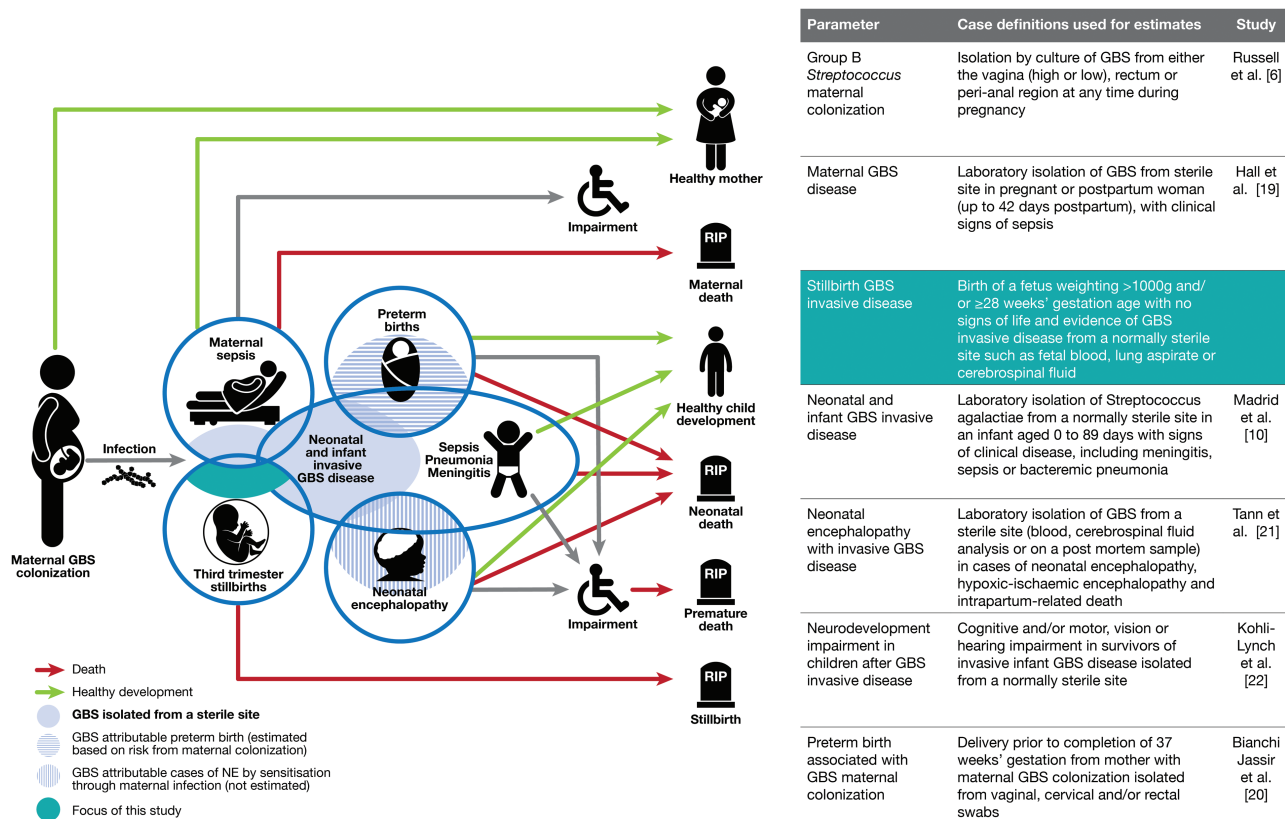 Healthy mother
Impairment
RIP
Maternal
death
Preterm
births
Maternal
sepsis
Healthy child
development
Infection
Neonatal
and infant
invasive
GBS disease
Sepsis
Pneumonia
Meningitis
RIP
Neonatal
death
Maternal GBS
colonization
Third trimester
stillbirths
Neonatal
encephalopathy
Impairment
RIP
Premature
death
RIP
Stillbirth
Death
Healthy development
GBS isolated from a sterile site
GBS attributable preterm birth (estimated
based on risk from maternal colonization)
GBS attributable cases of NE by sensitisation
through maternal infection (not estimated)
Focus of this study
Parameter Case definitions used for estimates Study
Group B Isolation by culture of GBS from either Russell
Streptococcus the vagina (high or low), rectum or et al. [6]
maternal peri-anal region at any time during
colonization pregnancy
Maternal GBS Laboratory isolation of GBS from sterile Hall et
disease site in pregnant or postpartum woman al. [19]
(up to 42 days postpartum), with clinical
signs of sepsis
Stillbirth GBS Birth of a fetus weighting >1000g and/
invasive disease or ≥28 weeks’ gestation age with no
signs of life and evidence of GBS
invasive disease from a normally sterile
site such as fetal blood, lung aspirate or
cerebrospinal fluid
Neonatal and Laboratory isolation of Streptococcus Madrid
infant GBS invasive agalactiae from a normally sterile site in et al.
disease an infant aged 0 to 89 days with signs [10]
of clinical disease, including meningitis,
sepsis or bacteremic pneumonia
Neonatal Laboratory isolation of GBS from a Tann et
encephalopathy sterile site (blood, cerebrospinal fluid al. [21]
with invasive GBS analysis or on a post mortem sample)
disease in cases of neonatal encephalopathy,
hypoxic-ischaemic encephalopathy and
intrapartum-related death
Neurodevelopment Cognitive and/or motor, vision or Kohli-
impairment in hearing impairment in survivors of Lynch
children after GBS invasive infant GBS disease isolated et al.
invasive disease from a normally sterile site [22]
Preterm birth Delivery prior to completion of 37 Bianchi
associated with weeks’ gestation from mother with Jassir
GBS maternal maternal GBS colonization isolated et al.
colonization from vaginal, cervical and/or rectal [20]
swabs